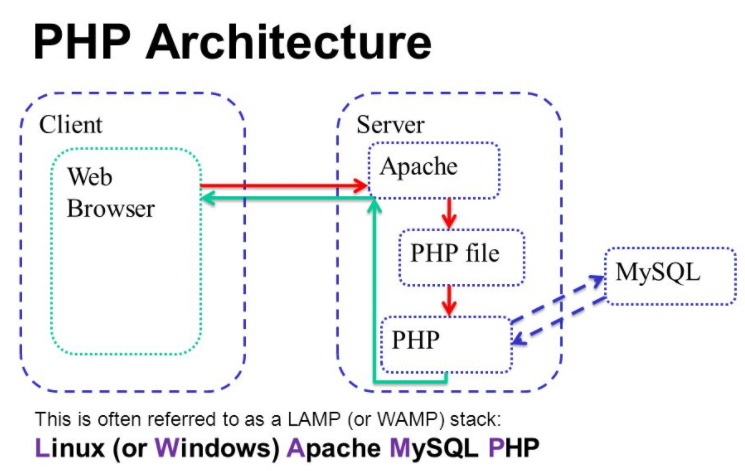 PHP Architecture
Client
Web
Browser
Server
Apache
PHP file
PHP
MySQL
This is often referred to as a LAMP (or WAMP) stack:
Linux (or Windows) Apache MySQL PHP